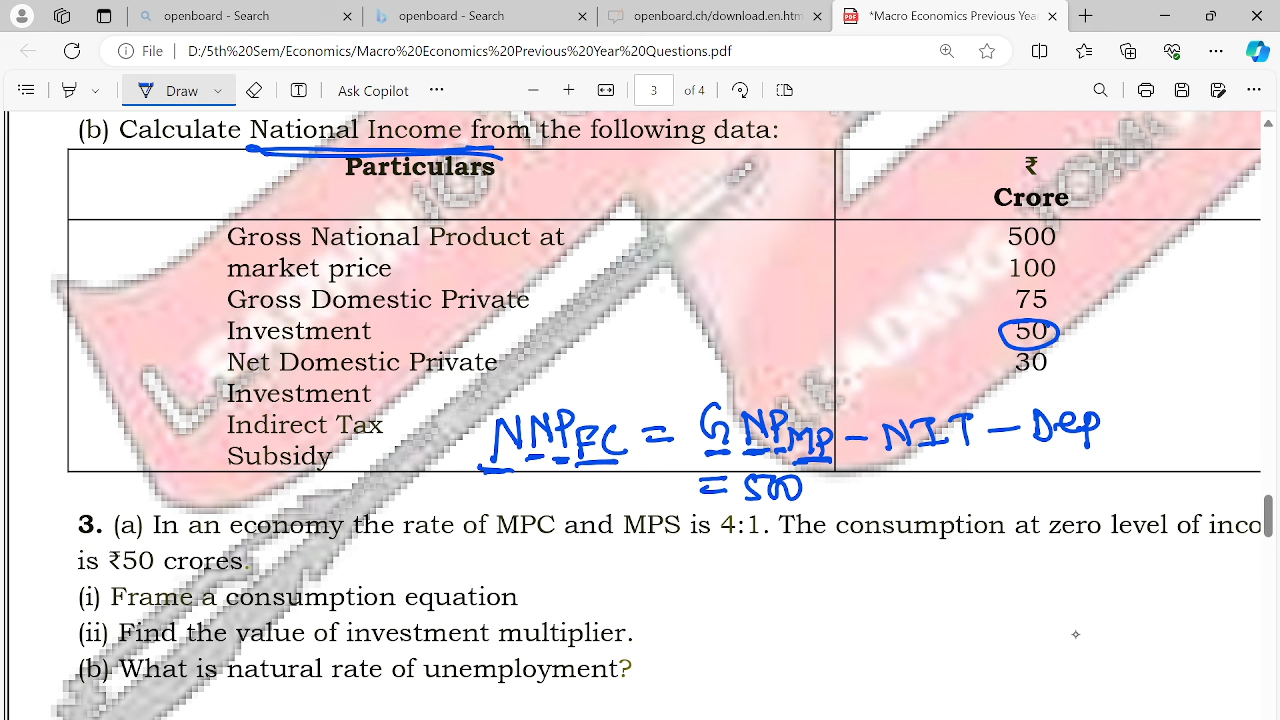 openboard - Search
openboard - Search
openboard.ch/download.en.htm
*Macro Economics Previous Yea
File
D:/5th%20Sem/Economics/Macro%20Economics%20Previous%20Year%20Questions.pdf
Draw
Ask Copilot
3
of 4
(b) Calculate National Income from the following data:
Particulars
₹
Crore
Gross National Product at 500
market price 100
Gross Domestic Private 75
Investment 50
Net Domestic Private 30
Investment
Indirect Tax
Subsidy
NNPFC = GNPMP - NIT - Dep
= 500
3. (a) In an economy the rate of MPC and MPS is 4:1. The consumption at zero level of inco
is ₹50 crores.
(i) Frame a consumption equation
(ii) Find the value of investment multiplier.
(b) What is natural rate of unemployment?